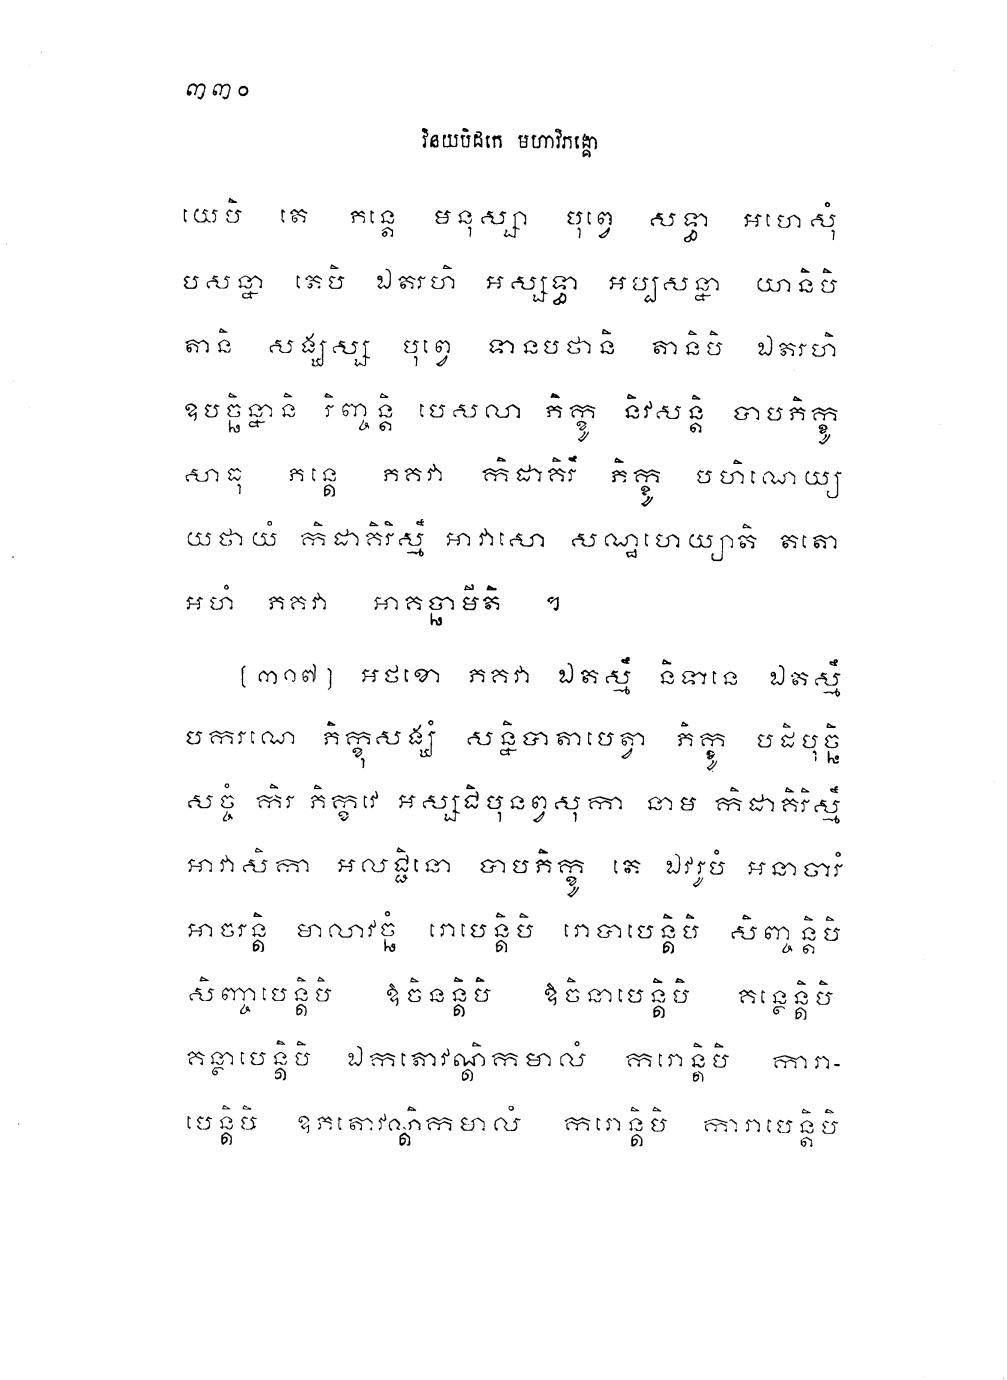 ៣៣០
វិនយបិដកេ មហាវិភង្គោ
យេបិ តេ ភន្តេ មនុស្សា បុព្វេ សទ្ធា អហេសុំ
បសន្នា តេបិ ឯតរហិ អស្សទ្ធា អប្បសន្នា យានិបិ
តានិ សង្ឃស្ស បុព្វេ ទានបថានិ តានិបិ ឯតរហិ
ឧបច្ឆិន្នានិ រិញ្ចន្តិ បេសលា ភិក្ខូ និវសន្តិ បាបភិក្ខូ
សាធុ ភន្តេ ភគវា កិដាគិរឹ ភិក្ខូ បហិណេយ្យ
យថាយំ កិដាគិរិស្មឹ អាវាសោ សណ្ឋហេយ្យាតិ តតោ
អហំ ភគវា អាគច្ឆាមីតិ ។
[៣១៧] អថខោ ភគវា ឯតស្មឹ និទានេ ឯតស្មឹ
បករណេ ភិក្ខុសង្ឃំ សន្និបាតាបេត្វា ភិក្ខូ បដិបុច្ឆិ
សច្ចំ កិរ ភិក្ខវេ អស្សជិបុនព្វសុកា នាម កិដាគិរិស្មឹ
អាវាសិកា អលជ្ជិនោ បាបភិក្ខូ តេ ឯវរូបំ អនាចារំ
អាចរន្តិ មាលាវច្ឆំ រោបេន្តិបិ រោបាបេន្តិបិ សិញ្ចន្តិបិ
សិញ្ចាបេន្តិបិ ឱចិនន្តិបិ ឱចិនាបេន្តិបិ គន្ថេន្តិបិ
គន្ថាបេន្តិបិ ឯកតោវណ្ដិកមាលំ ករោន្តិបិ ការា-
បេន្តិបិ ឧភតោវណ្ដិកមាលំ ករោន្តិបិ ការាបេន្តិបិ